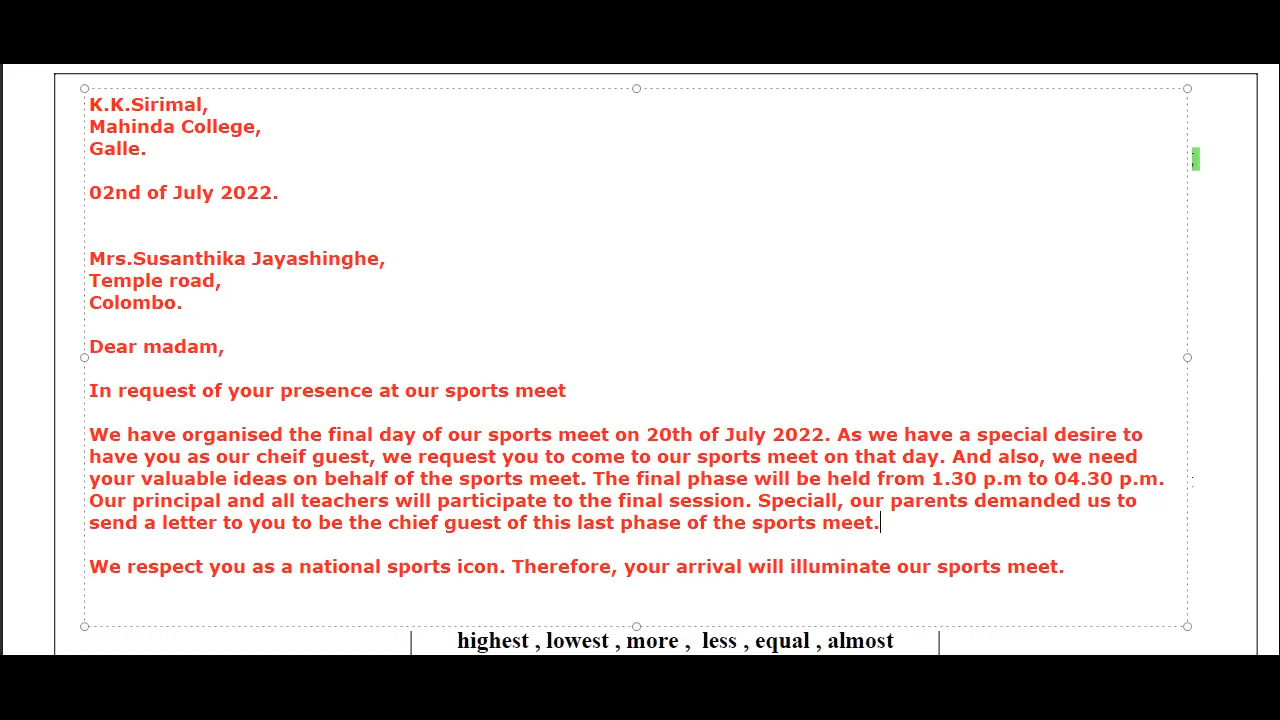 K.K.Sirimal,
Mahinda College,
Galle.
02nd of July 2022.
Mrs.Susanthika Jayashinghe,
Temple road,
Colombo.
Dear madam,
In request of your presence at our sports meet
We have organised the final day of our sports meet on 20th of July 2022. As we have a special desire to
have you as our cheif guest, we request you to come to our sports meet on that day. And also, we need
your valuable ideas on behalf of the sports meet. The final phase will be held from 1.30 p.m to 04.30 p.m.
Our principal and all teachers will participate to the final session. Speciall, our parents demanded us to
send a letter to you to be the chief guest of this last phase of the sports meet.
We respect you as a national sports icon. Therefore, your arrival will illuminate our sports meet.
highest , lowest , more , less , equal , almost